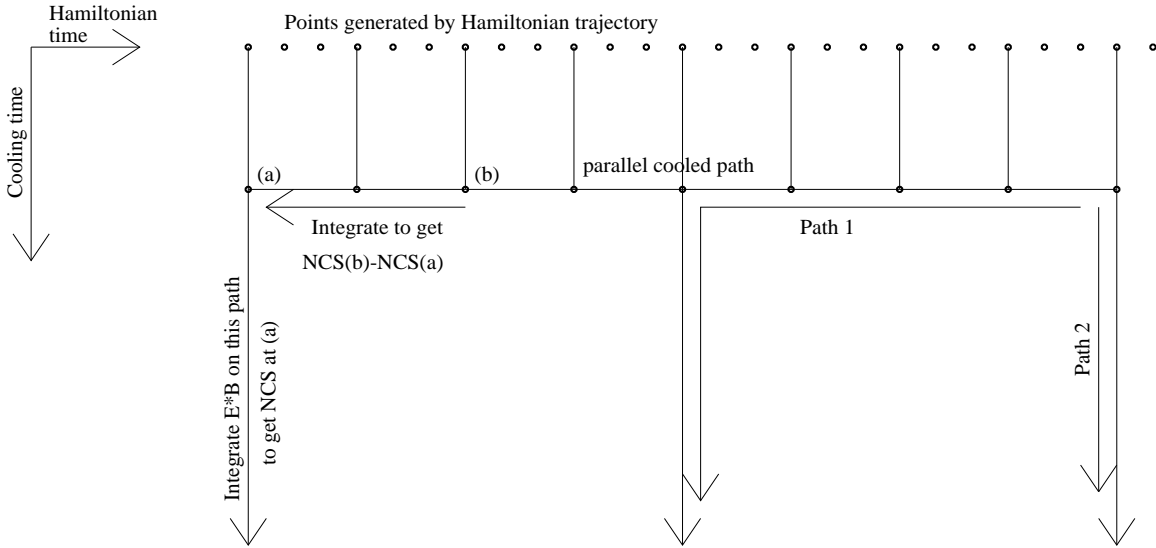 Hamiltonian
time
Points generated by Hamiltonian trajectory
Cooling time
(a)
(b)
parallel cooled path
Integrate to get
NCS(b)-NCS(a)
Path 1
Integrate E*B on this path
to get NCS at (a)
Path 2